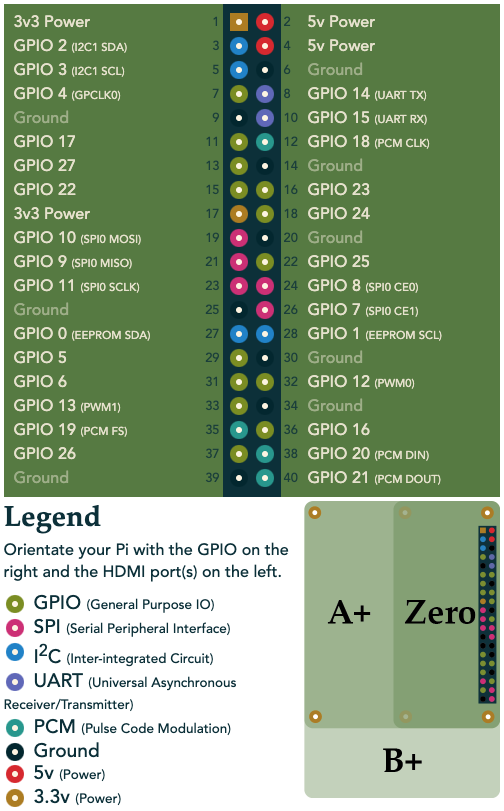 3v3 Power 1 2 5v Power
GPIO 2 (I2C1 SDA) 3 4 5v Power
GPIO 3 (I2C1 SCL) 5 6 Ground
GPIO 4 (GPCLK0) 7 8 GPIO 14 (UART TX)
Ground 9 10 GPIO 15 (UART RX)
GPIO 17 11 12 GPIO 18 (PCM CLK)
GPIO 27 13 14 Ground
GPIO 22 15 16 GPIO 23
3v3 Power 17 18 GPIO 24
GPIO 10 (SPI0 MOSI) 19 20 Ground
GPIO 9 (SPI0 MISO) 21 22 GPIO 25
GPIO 11 (SPI0 SCLK) 23 24 GPIO 8 (SPI0 CE0)
Ground 25 26 GPIO 7 (SPI0 CE1)
GPIO 0 (EEPROM SDA) 27 28 GPIO 1 (EEPROM SCL)
GPIO 5 29 30 Ground
GPIO 6 31 32 GPIO 12 (PWM0)
GPIO 13 (PWM1) 33 34 Ground
GPIO 19 (PCM FS) 35 36 GPIO 16
GPIO 26 37 38 GPIO 20 (PCM DIN)
Ground 39 40 GPIO 21 (PCM DOUT)
Legend
Orientate your Pi with the GPIO on the
right and the HDMI port(s) on the left.
GPIO (General Purpose IO)
SPI (Serial Peripheral Interface)
I²C (Inter-integrated Circuit)
UART (Universal Asynchronous
Receiver/Transmitter)
PCM (Pulse Code Modulation)
Ground
5v (Power)
3.3v (Power)
A+ Zero
B+